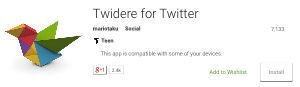 Twidere for Twitter
mariotaku Social 7,133
Teen
This app is compatible with some of your devices.
g+1 2.4k Add to Wishlist Install